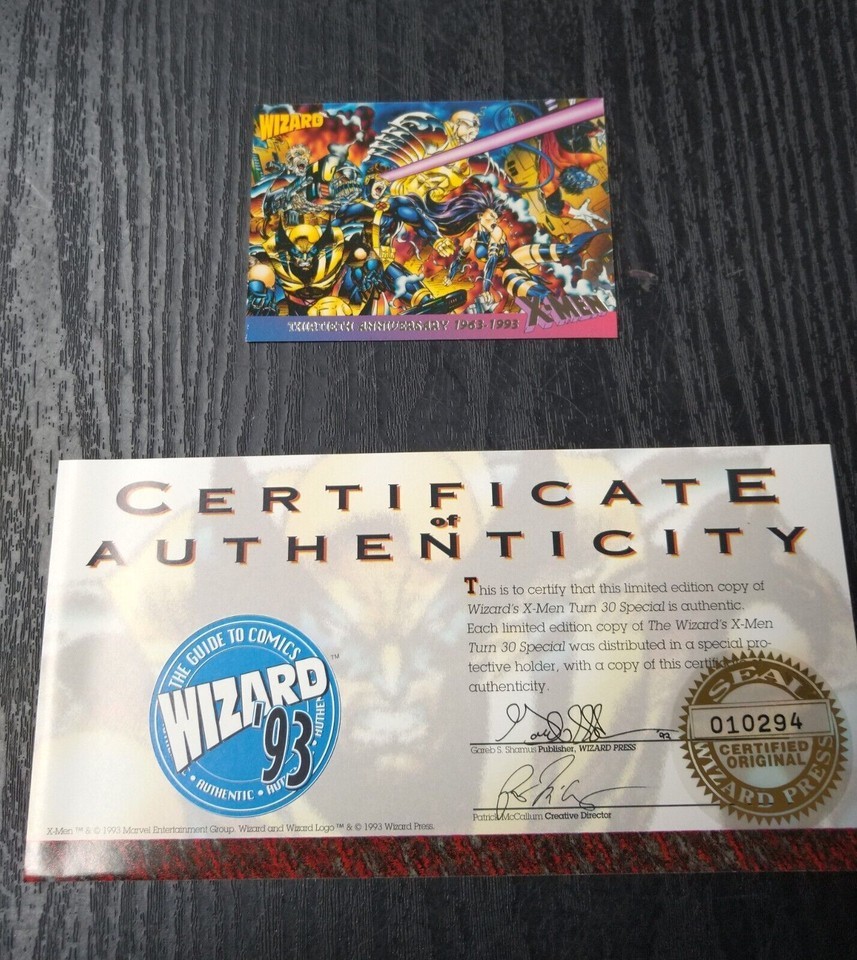 WIZARD
THIRTIETH ANNIVERSARY 1963-1993
X-MEN
CERTIFICATE
of
AUTHENTICITY
This is to certify that this limited edition copy of
Wizard's X-Men Turn 30 Special is authentic.
Each limited edition copy of The Wizard's X-Men
Turn 30 Special was distributed in a special pro-
tective holder, with a copy of this
authenticity.
THE GUIDE TO COMICS
WIZARD
'93
TM
• AUTHENTIC •
'93
Gareb S. Shamus Publisher, WIZARD PRESS
Patrick McCallum Creative Director
SEAL
010294
CERTIFIED
ORIGINAL
WIZARD PRESS
X-Men ™ & © 1993 Marvel Entertainment Group. Wizard and Wizard Logo ™ & © 1993 Wizard Press.